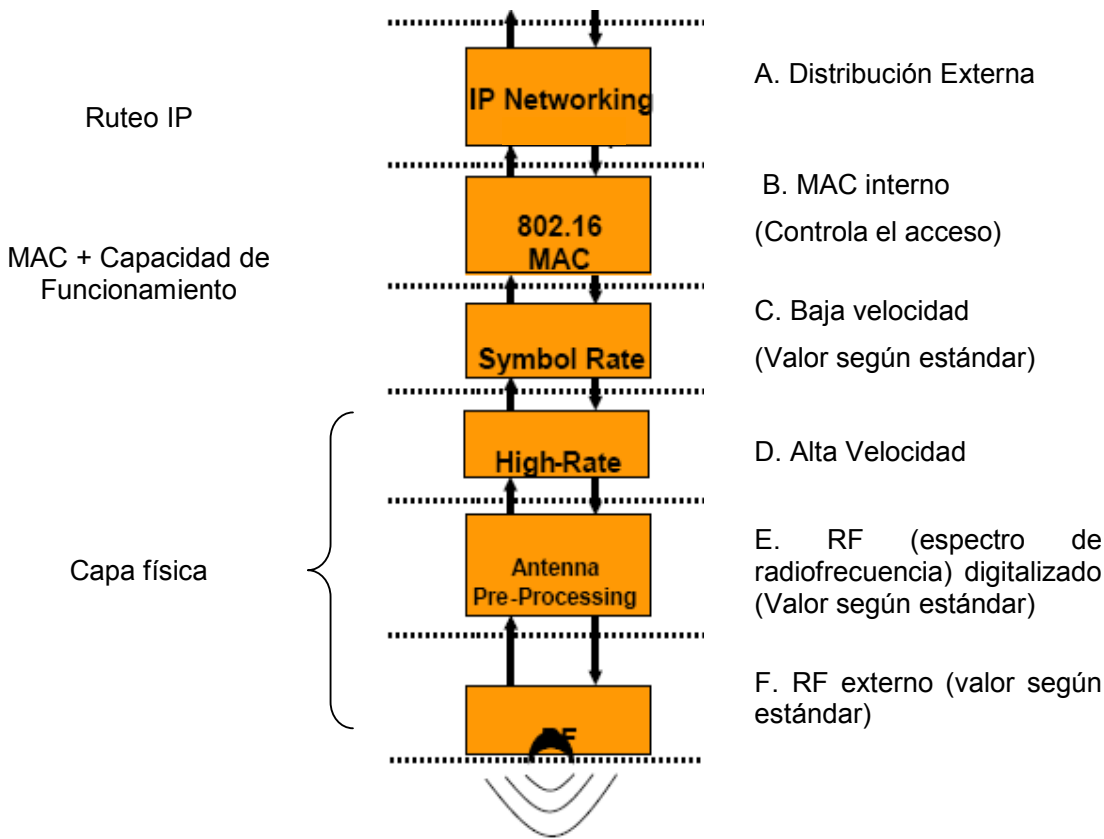 Ruteo IP
MAC + Capacidad de
Funcionamiento
Capa física
IP Networking
802.16
MAC
Symbol Rate
High-Rate
Antenna
Pre-Processing
RF
A. Distribución Externa
B. MAC interno
(Controla el acceso)
C. Baja velocidad
(Valor según estándar)
D. Alta Velocidad
E. RF (espectro de
radiofrecuencia) digitalizado
(Valor según estándar)
F. RF externo (valor según
estándar)